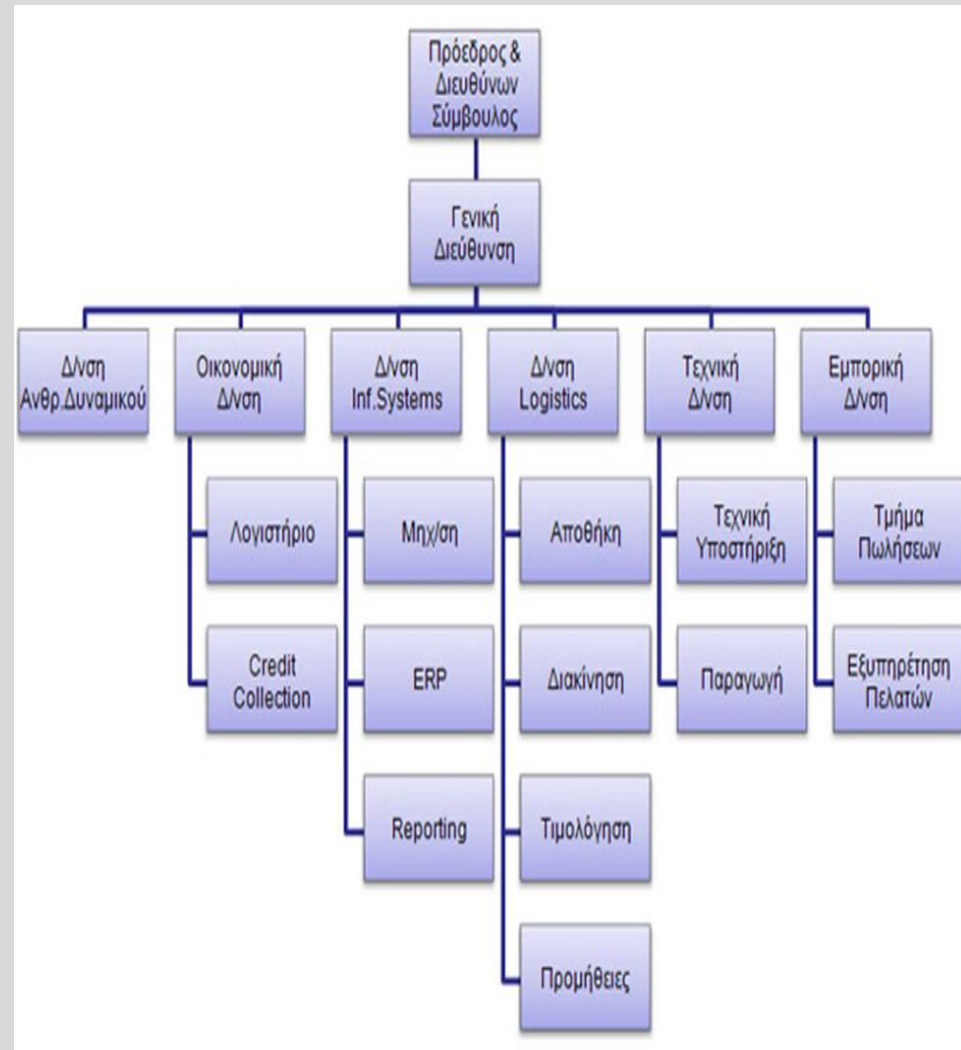 Πρόεδρος &
Διευθύνων
Σύμβουλος
Γενική
Διεύθυνση
Δ/νση
Ανθρ.Δυναμικού
Οικονομική
Δ/νση
Δ/νση
Inf.Systems
Δ/νση
Logistics
Τεχνική
Δ/νση
Εμπορική
Δ/νση
Λογιστήριο
Μηχ/ση
Αποθήκη
Τεχνική
Υποστήριξη
Τμήμα
Πωλήσεων
Credit
Collection
ERP
Διακίνηση
Παραγωγή
Εξυπηρέτηση
Πελατών
Reporting
Τιμολόγηση
Προμήθειες